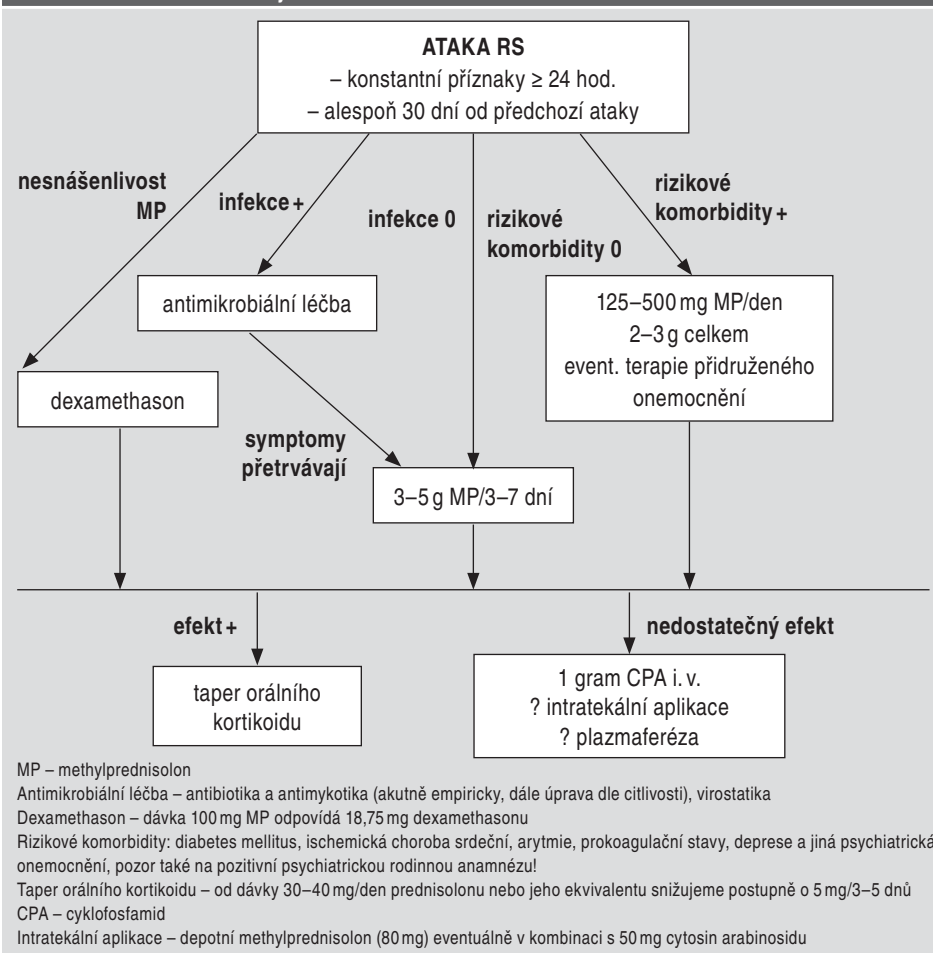 ATAKA RS
– konstantní příznaky ≥ 24 hod.
– alespoň 30 dní od předchozí ataky
nesnášenlivost
MP
infekce +
infekce 0
rizikové
komorbidity 0
rizikové
komorbidity +
antimikrobiální léčba
125–500 mg MP/den
2–3 g celkem
event. terapie přidruženého
onemocnění
dexamethason
symptomy
přetrvávají
3–5 g MP/3–7 dní
efekt +
nedostatečný efekt
taper orálního
kortikoidu
1 gram CPA i. v.
? intratekální aplikace
? plazmaferéza
MP – methylprednisolon
Antimikrobiální léčba – antibiotika a antimykotika (akutně empiricky, dále úprava dle citlivosti), virostatika
Dexamethason – dávka 100 mg MP odpovídá 18,75 mg dexamethasonu
Rizikové komorbidity: diabetes mellitus, ischemická choroba srdeční, arytmie, prokoagulační stavy, deprese a jiná psychiatrická
onemocnění, pozor také na pozitivní psychiatrickou rodinnou anamnézu!
Taper orálního kortikoidu – od dávky 30–40 mg/den prednisolonu nebo jeho ekvivalentu snižujeme postupně o 5 mg/3–5 dnů
CPA – cyklofosfamid
Intratekální aplikace – depotní methylprednisolon (80 mg) eventuálně v kombinaci s 50 mg cytosin arabinosidu